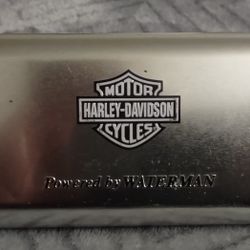 MOTOR
HARLEY-DAVIDSON
CYCLES
Powered by WATERMAN